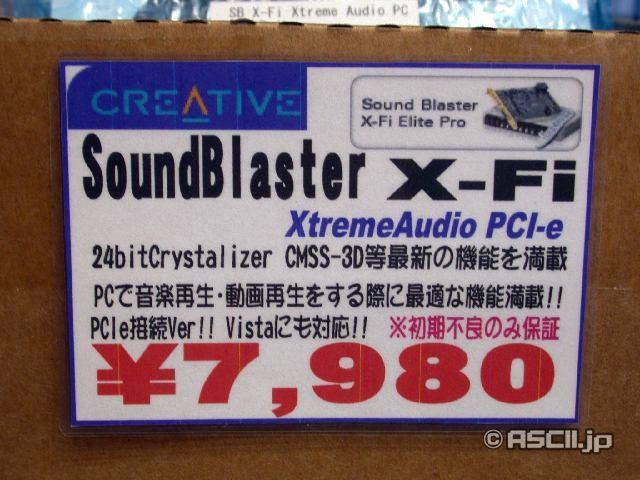 SB X-Fi Xtreme Audio PC
CREATIVE
Sound Blaster
X-Fi Elite Pro
SoundBlaster X-Fi
XtremeAudio PCI-e
24bitCrystalizer CMSS-3D等最新の機能を満載
PCで音楽再生・動画再生をする際に最適な機能満載!!
PCIe接続Ver!! Vistaにも対応!! ※初期不良のみ保証
¥7,980
©ASCII.jp